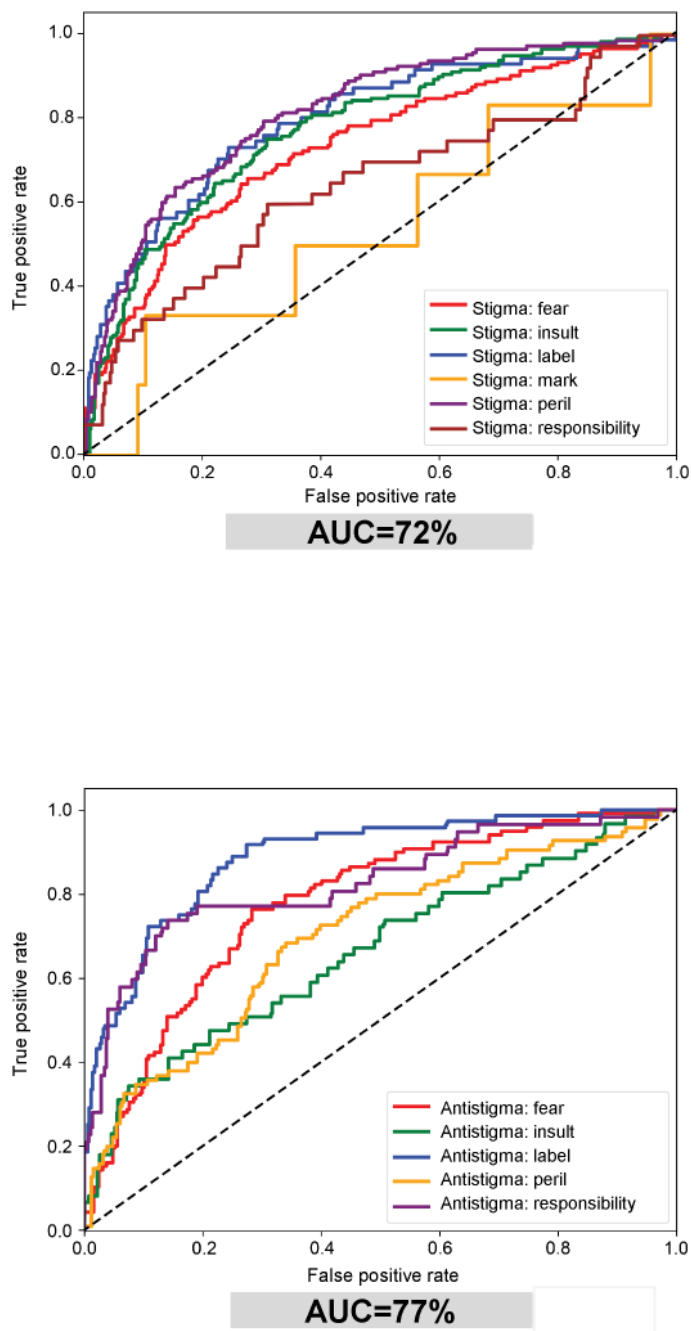 1.0
0.8
0.6
0.4
0.2
0.0
True positive rate
Stigma: fear
Stigma: insult
Stigma: label
Stigma: mark
Stigma: peril
Stigma: responsibility
0.0 0.2 0.4 0.6 0.8 1.0
False positive rate
AUC=72%
1.0
0.8
0.6
0.4
0.2
0.0
True positive rate
Antistigma: fear
Antistigma: insult
Antistigma: label
Antistigma: peril
Antistigma: responsibility
0.0 0.2 0.4 0.6 0.8 1.0
False positive rate
AUC=77%